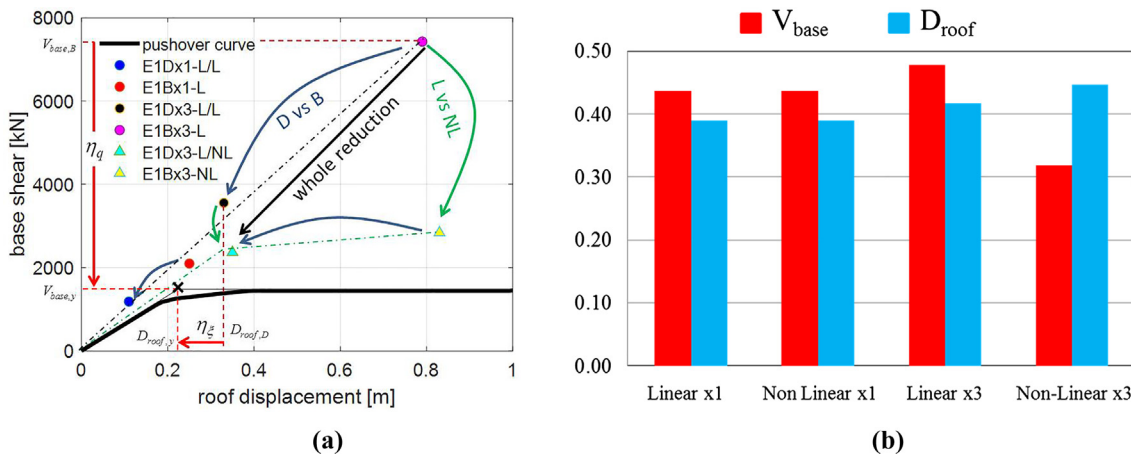 8000
6000
4000
2000
0
base shear [kN]
V_base,B
V_base,y
η_q
pushover curve
E1Dx1-L/L
E1Bx1-L
E1Dx3-L/L
E1Bx3-L
E1Dx3-L/NL
E1Bx3-NL
D vs B
L vs NL
whole reduction
D_roof,y
η_ξ
D_roof,D
0 0.2 0.4 0.6 0.8 1
roof displacement [m]
(a)
V_base D_roof
0.40
0.30
0.20
0.10
0.00
Linear x1 Non Linear x1 Linear x3 Non-Linear x3
(b)